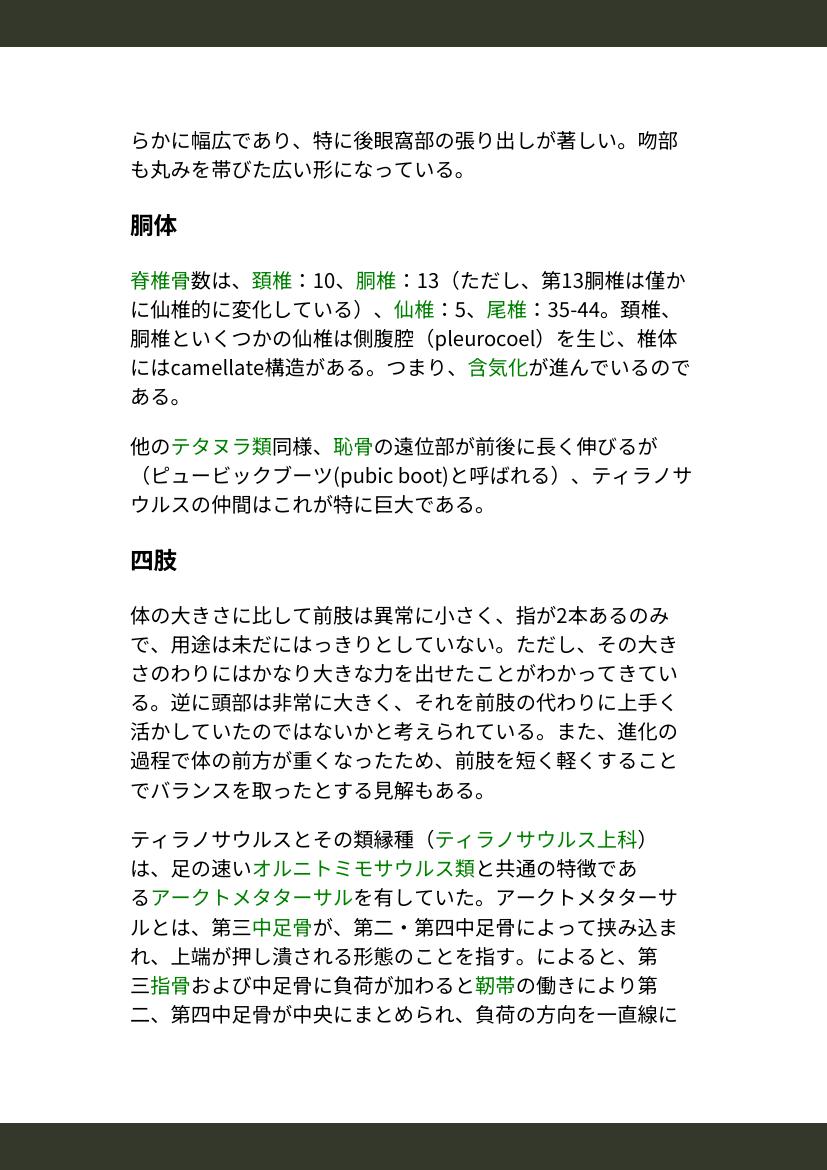 らかに幅広であり、特に後眼窩部の張り出しが著しい。吻部
も丸みを帯びた広い形になっている。
胴体
脊椎骨数は、頚椎：10、胴椎：13（ただし、第13胴椎は僅か
に仙椎的に変化している）、仙椎：5、尾椎：35-44。頚椎、
胴椎といくつかの仙椎は側腹腔（pleurocoel）を生じ、椎体
にはcamellate構造がある。つまり、含気化が進んでいるので
ある。
他のテタヌラ類同様、恥骨の遠位部が前後に長く伸びるが
（ピュービックブーツ(pubic boot)と呼ばれる）、ティラノサ
ウルスの仲間はこれが特に巨大である。
四肢
体の大きさに比して前肢は異常に小さく、指が2本あるのみ
で、用途は未だにはっきりとしていない。ただし、その大き
さのわりにはかなり大きな力を出せたことがわかってきてい
る。逆に頭部は非常に大きく、それを前肢の代わりに上手く
活かしていたのではないかと考えられている。また、進化の
過程で体の前方が重くなったため、前肢を短く軽くすること
でバランスを取ったとする見解もある。
ティラノサウルスとその類縁種（ティラノサウルス上科）
は、足の速いオルニトミモサウルス類と共通の特徴であ
るアークトメタターサルを有していた。アークトメタターサ
ルとは、第三中足骨が、第二・第四中足骨によって挟み込ま
れ、上端が押し潰される形態のことを指す。によると、第
三指骨および中足骨に負荷が加わると靭帯の働きにより第
二、第四中足骨が中央にまとめられ、負荷の方向を一直線に